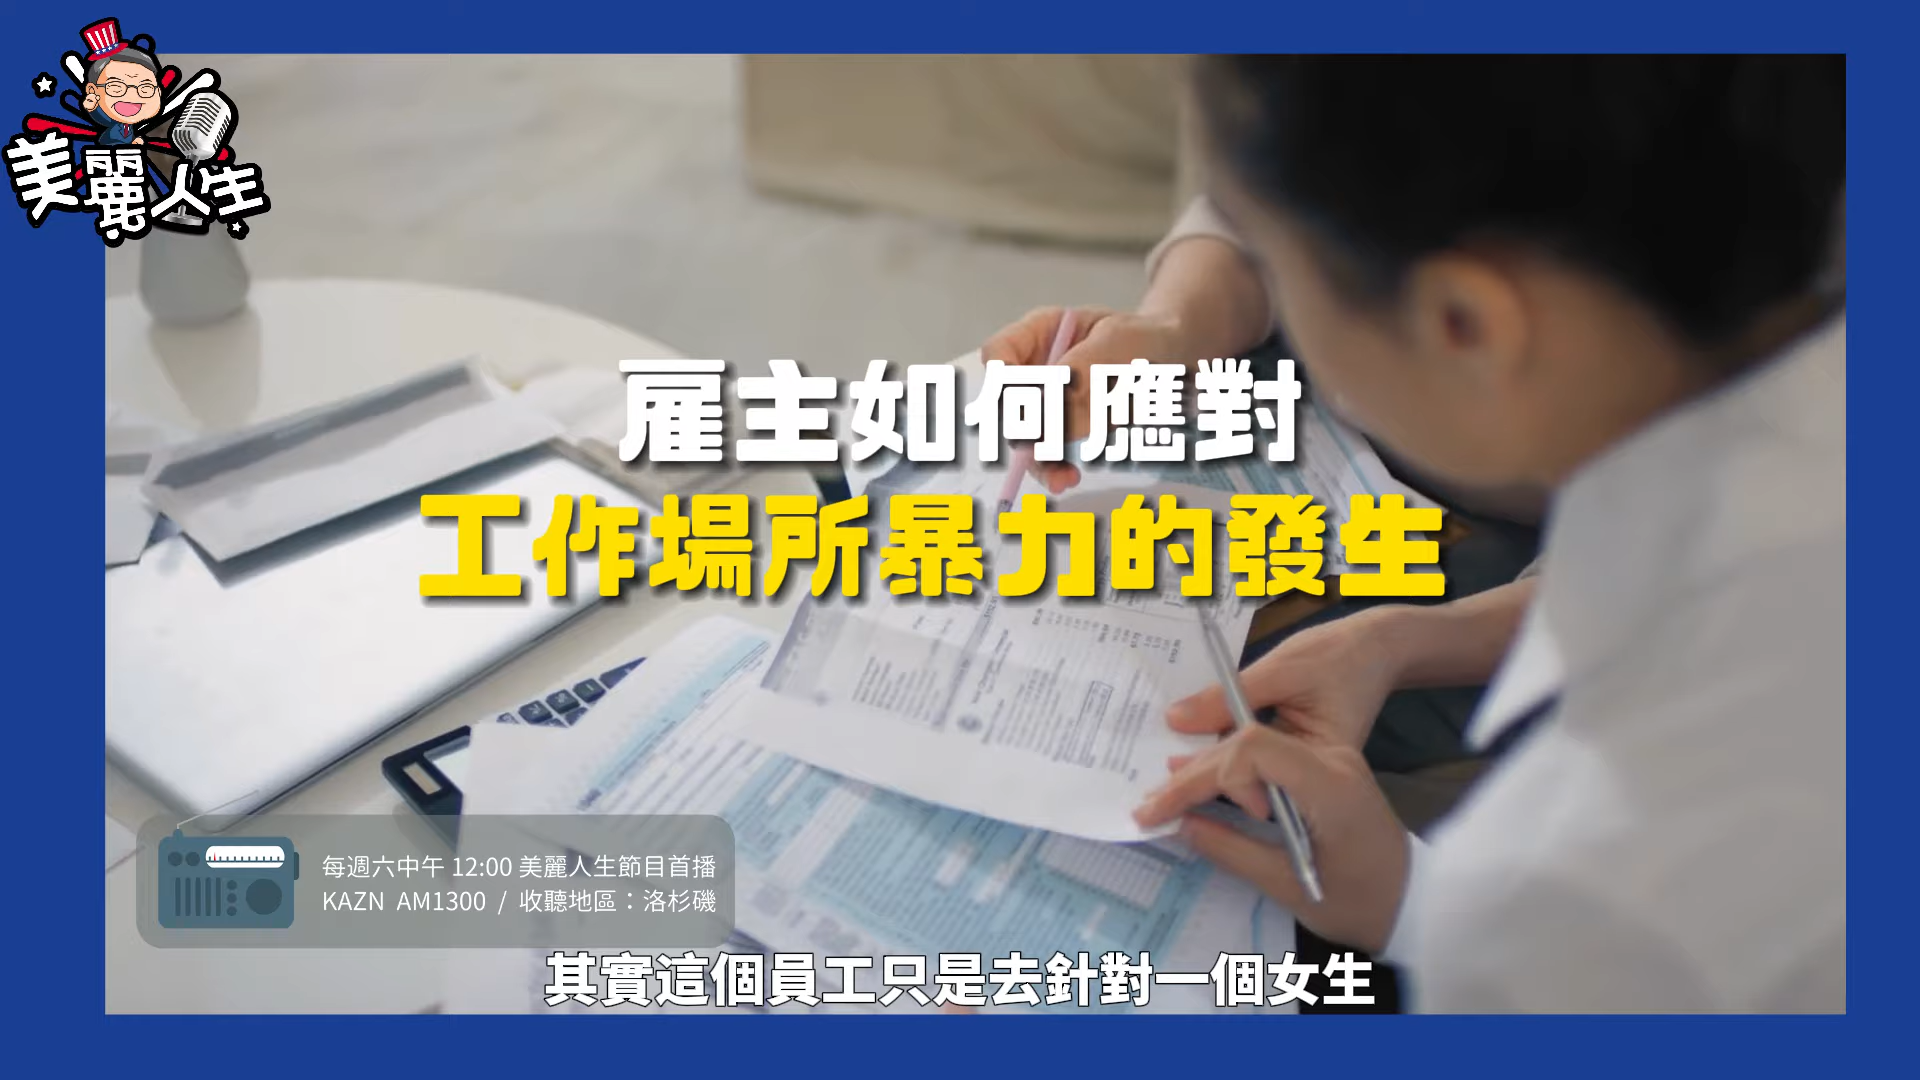 美麗人生
雇主如何應對
工作場所暴力的發生
每週六中午 12:00 美麗人生節目首播
KAZN AM1300 / 收聽地區：洛杉磯
其實這個員工只是去針對一個女生